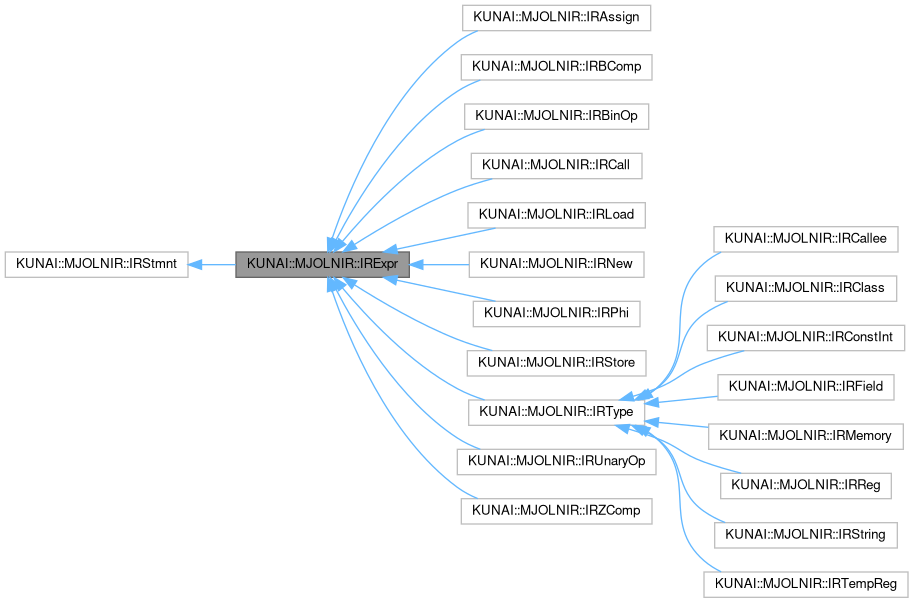 KUNAI::MJOLNIR::IRStmnt
KUNAI::MJOLNIR::IRExpr
KUNAI::MJOLNIR::IRAssign
KUNAI::MJOLNIR::IRBComp
KUNAI::MJOLNIR::IRBinOp
KUNAI::MJOLNIR::IRCall
KUNAI::MJOLNIR::IRLoad
KUNAI::MJOLNIR::IRNew
KUNAI::MJOLNIR::IRPhi
KUNAI::MJOLNIR::IRStore
KUNAI::MJOLNIR::IRType
KUNAI::MJOLNIR::IRUnaryOp
KUNAI::MJOLNIR::IRZComp
KUNAI::MJOLNIR::IRCallee
KUNAI::MJOLNIR::IRClass
KUNAI::MJOLNIR::IRConstInt
KUNAI::MJOLNIR::IRField
KUNAI::MJOLNIR::IRMemory
KUNAI::MJOLNIR::IRReg
KUNAI::MJOLNIR::IRString
KUNAI::MJOLNIR::IRTempReg